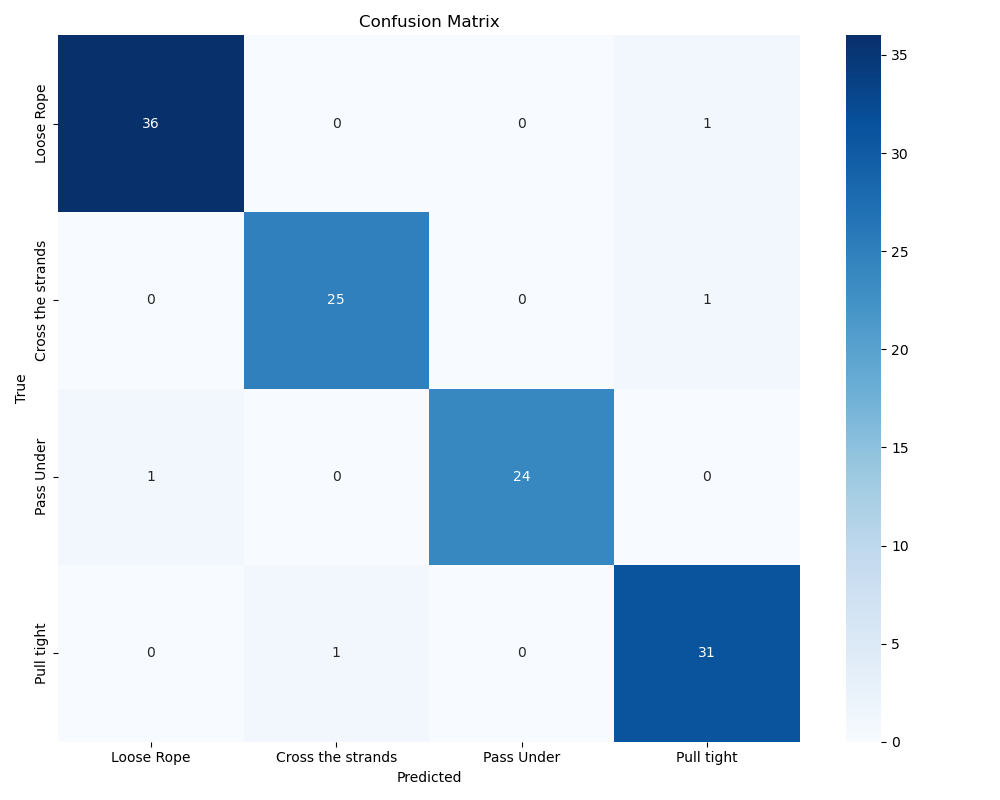 Confusion Matrix
True
Loose Rope
36 0 0 1
Cross the strands
0 25 0 1
Pass Under
1 0 24 0
Pull tight
0 1 0 31
Loose Rope Cross the strands Pass Under Pull tight
Predicted
35
30
25
20
15
10
5
0